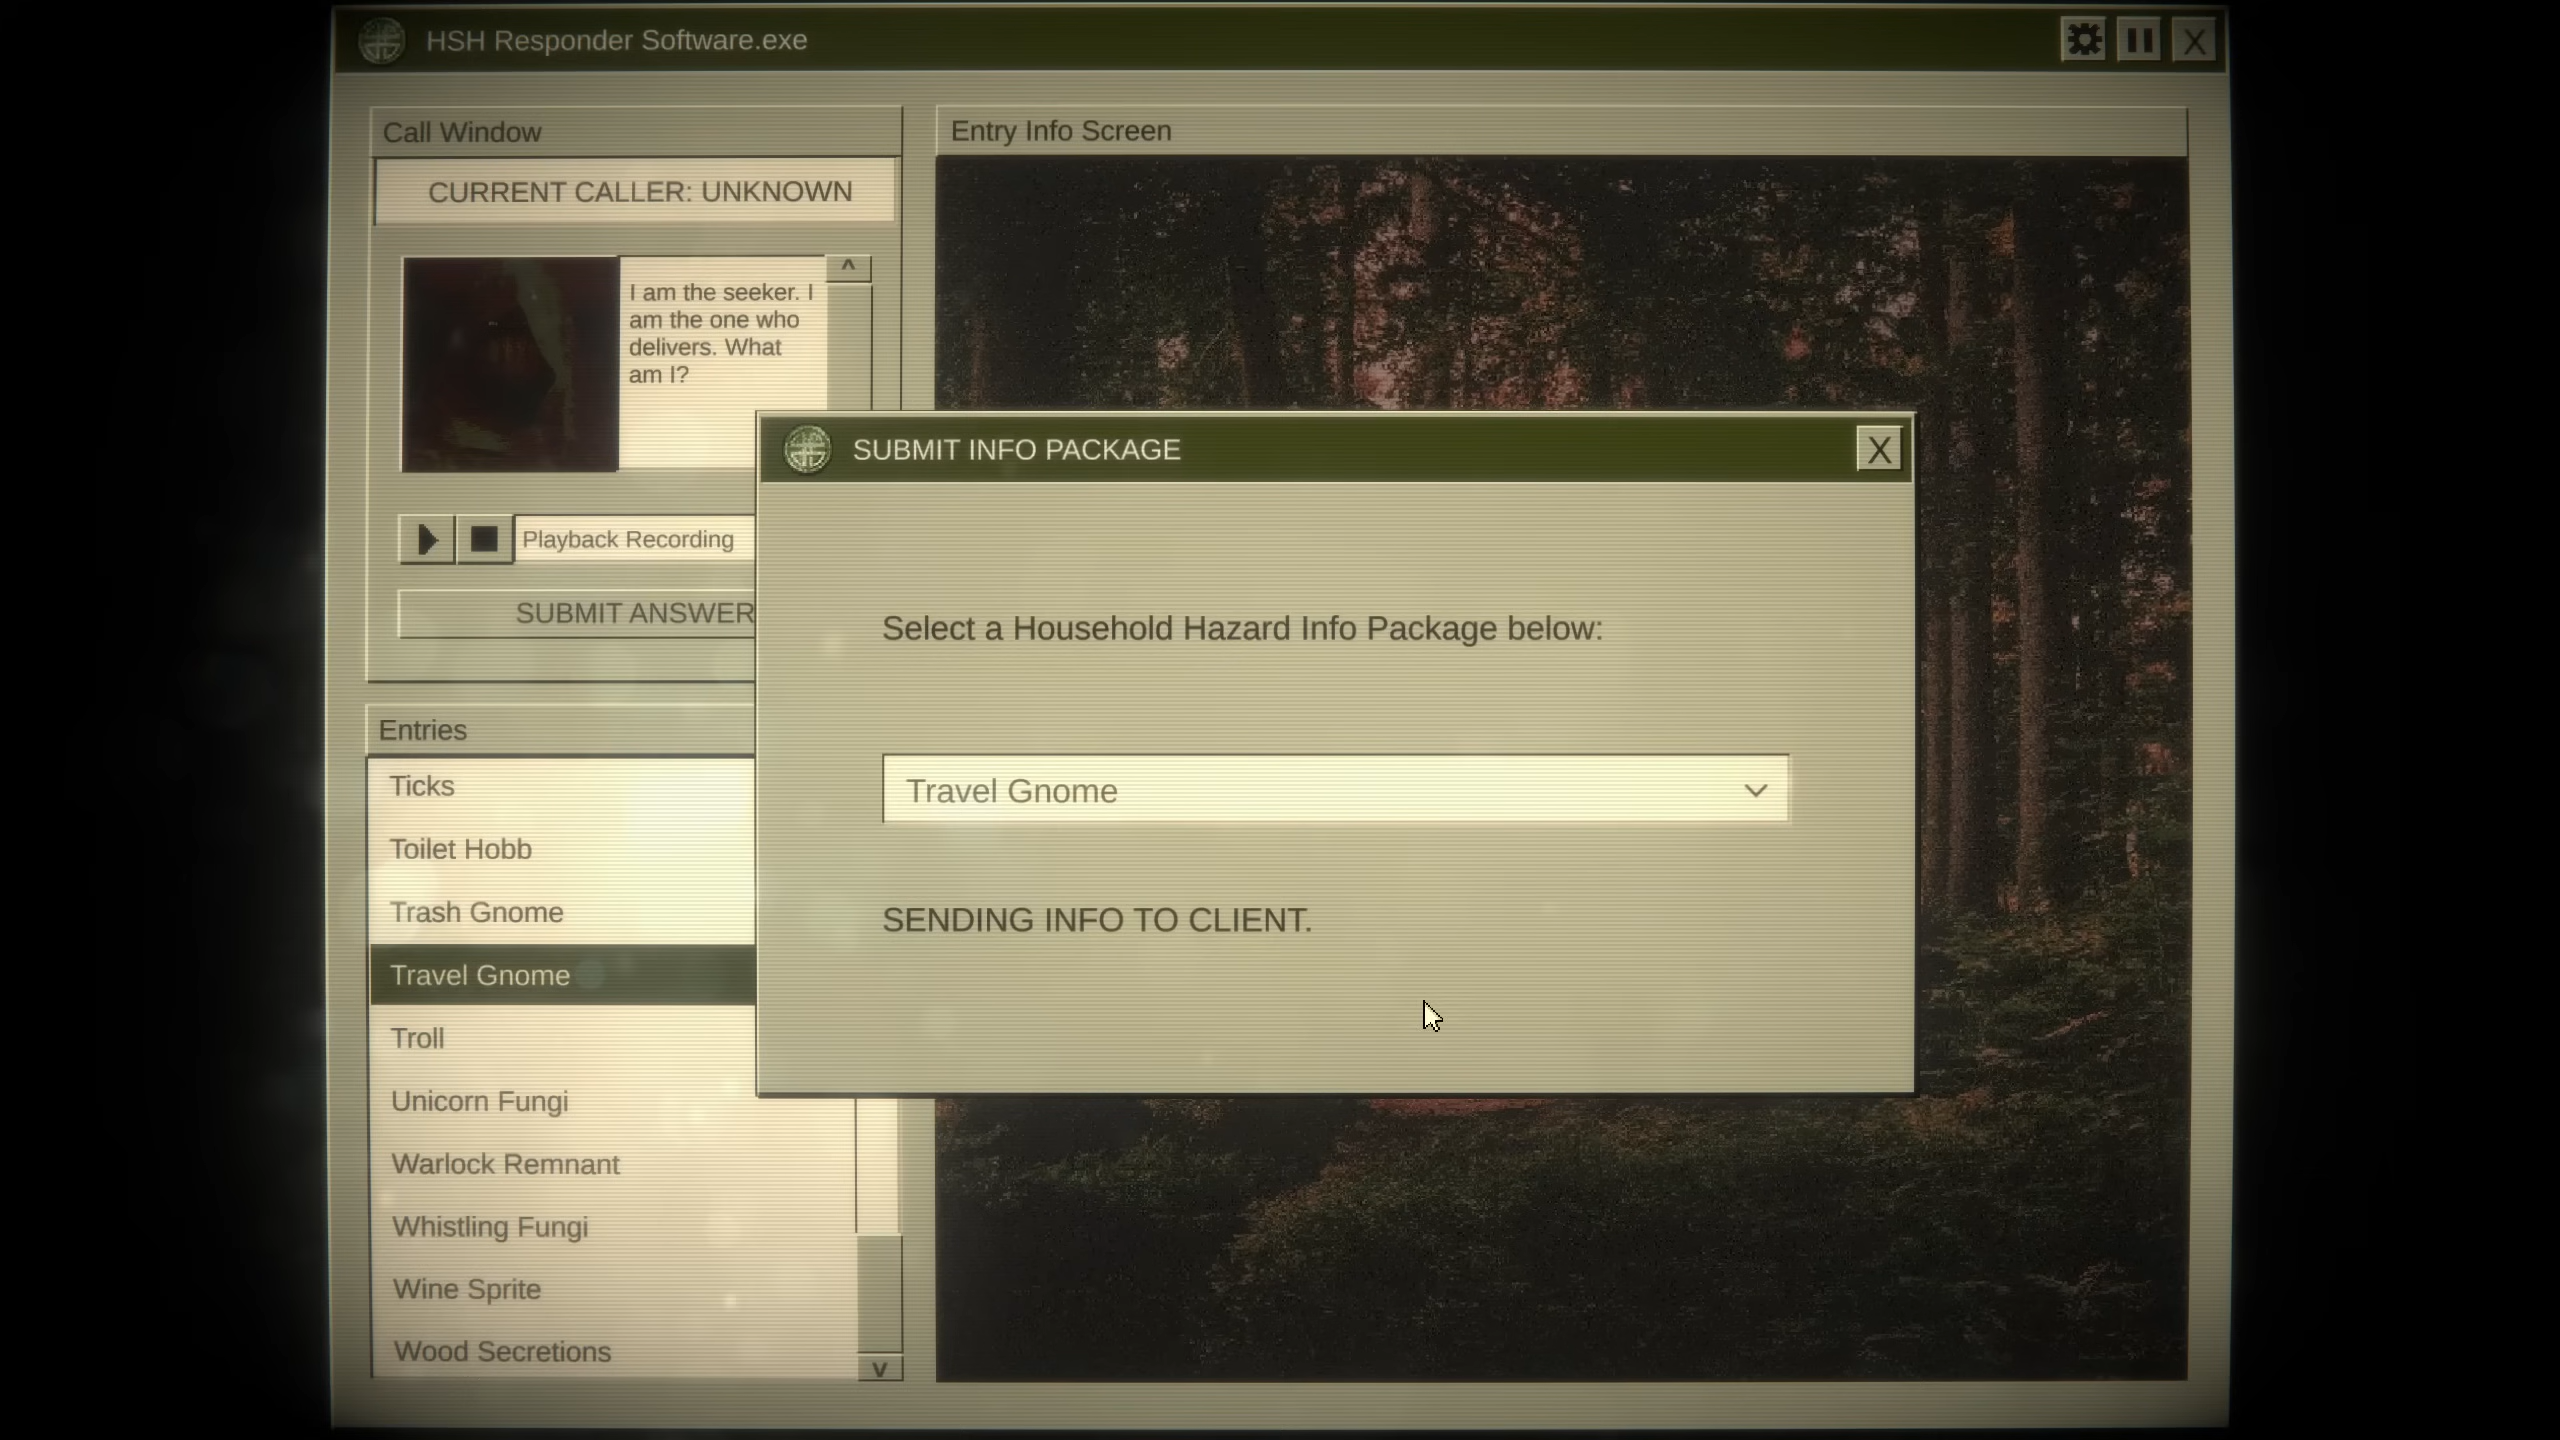 HSH Responder Software.exe
X
Call Window
CURRENT CALLER: UNKNOWN
I am the seeker. I
am the one who
delivers. What
am I?
Playback Recording
SUBMIT ANSWER
Entry Info Screen
SUBMIT INFO PACKAGE
X
Select a Household Hazard Info Package below:
Travel Gnome
SENDING INFO TO CLIENT.
Entries
Ticks
Toilet Hobb
Trash Gnome
Travel Gnome
Troll
Unicorn Fungi
Warlock Remnant
Whistling Fungi
Wine Sprite
Wood Secretions